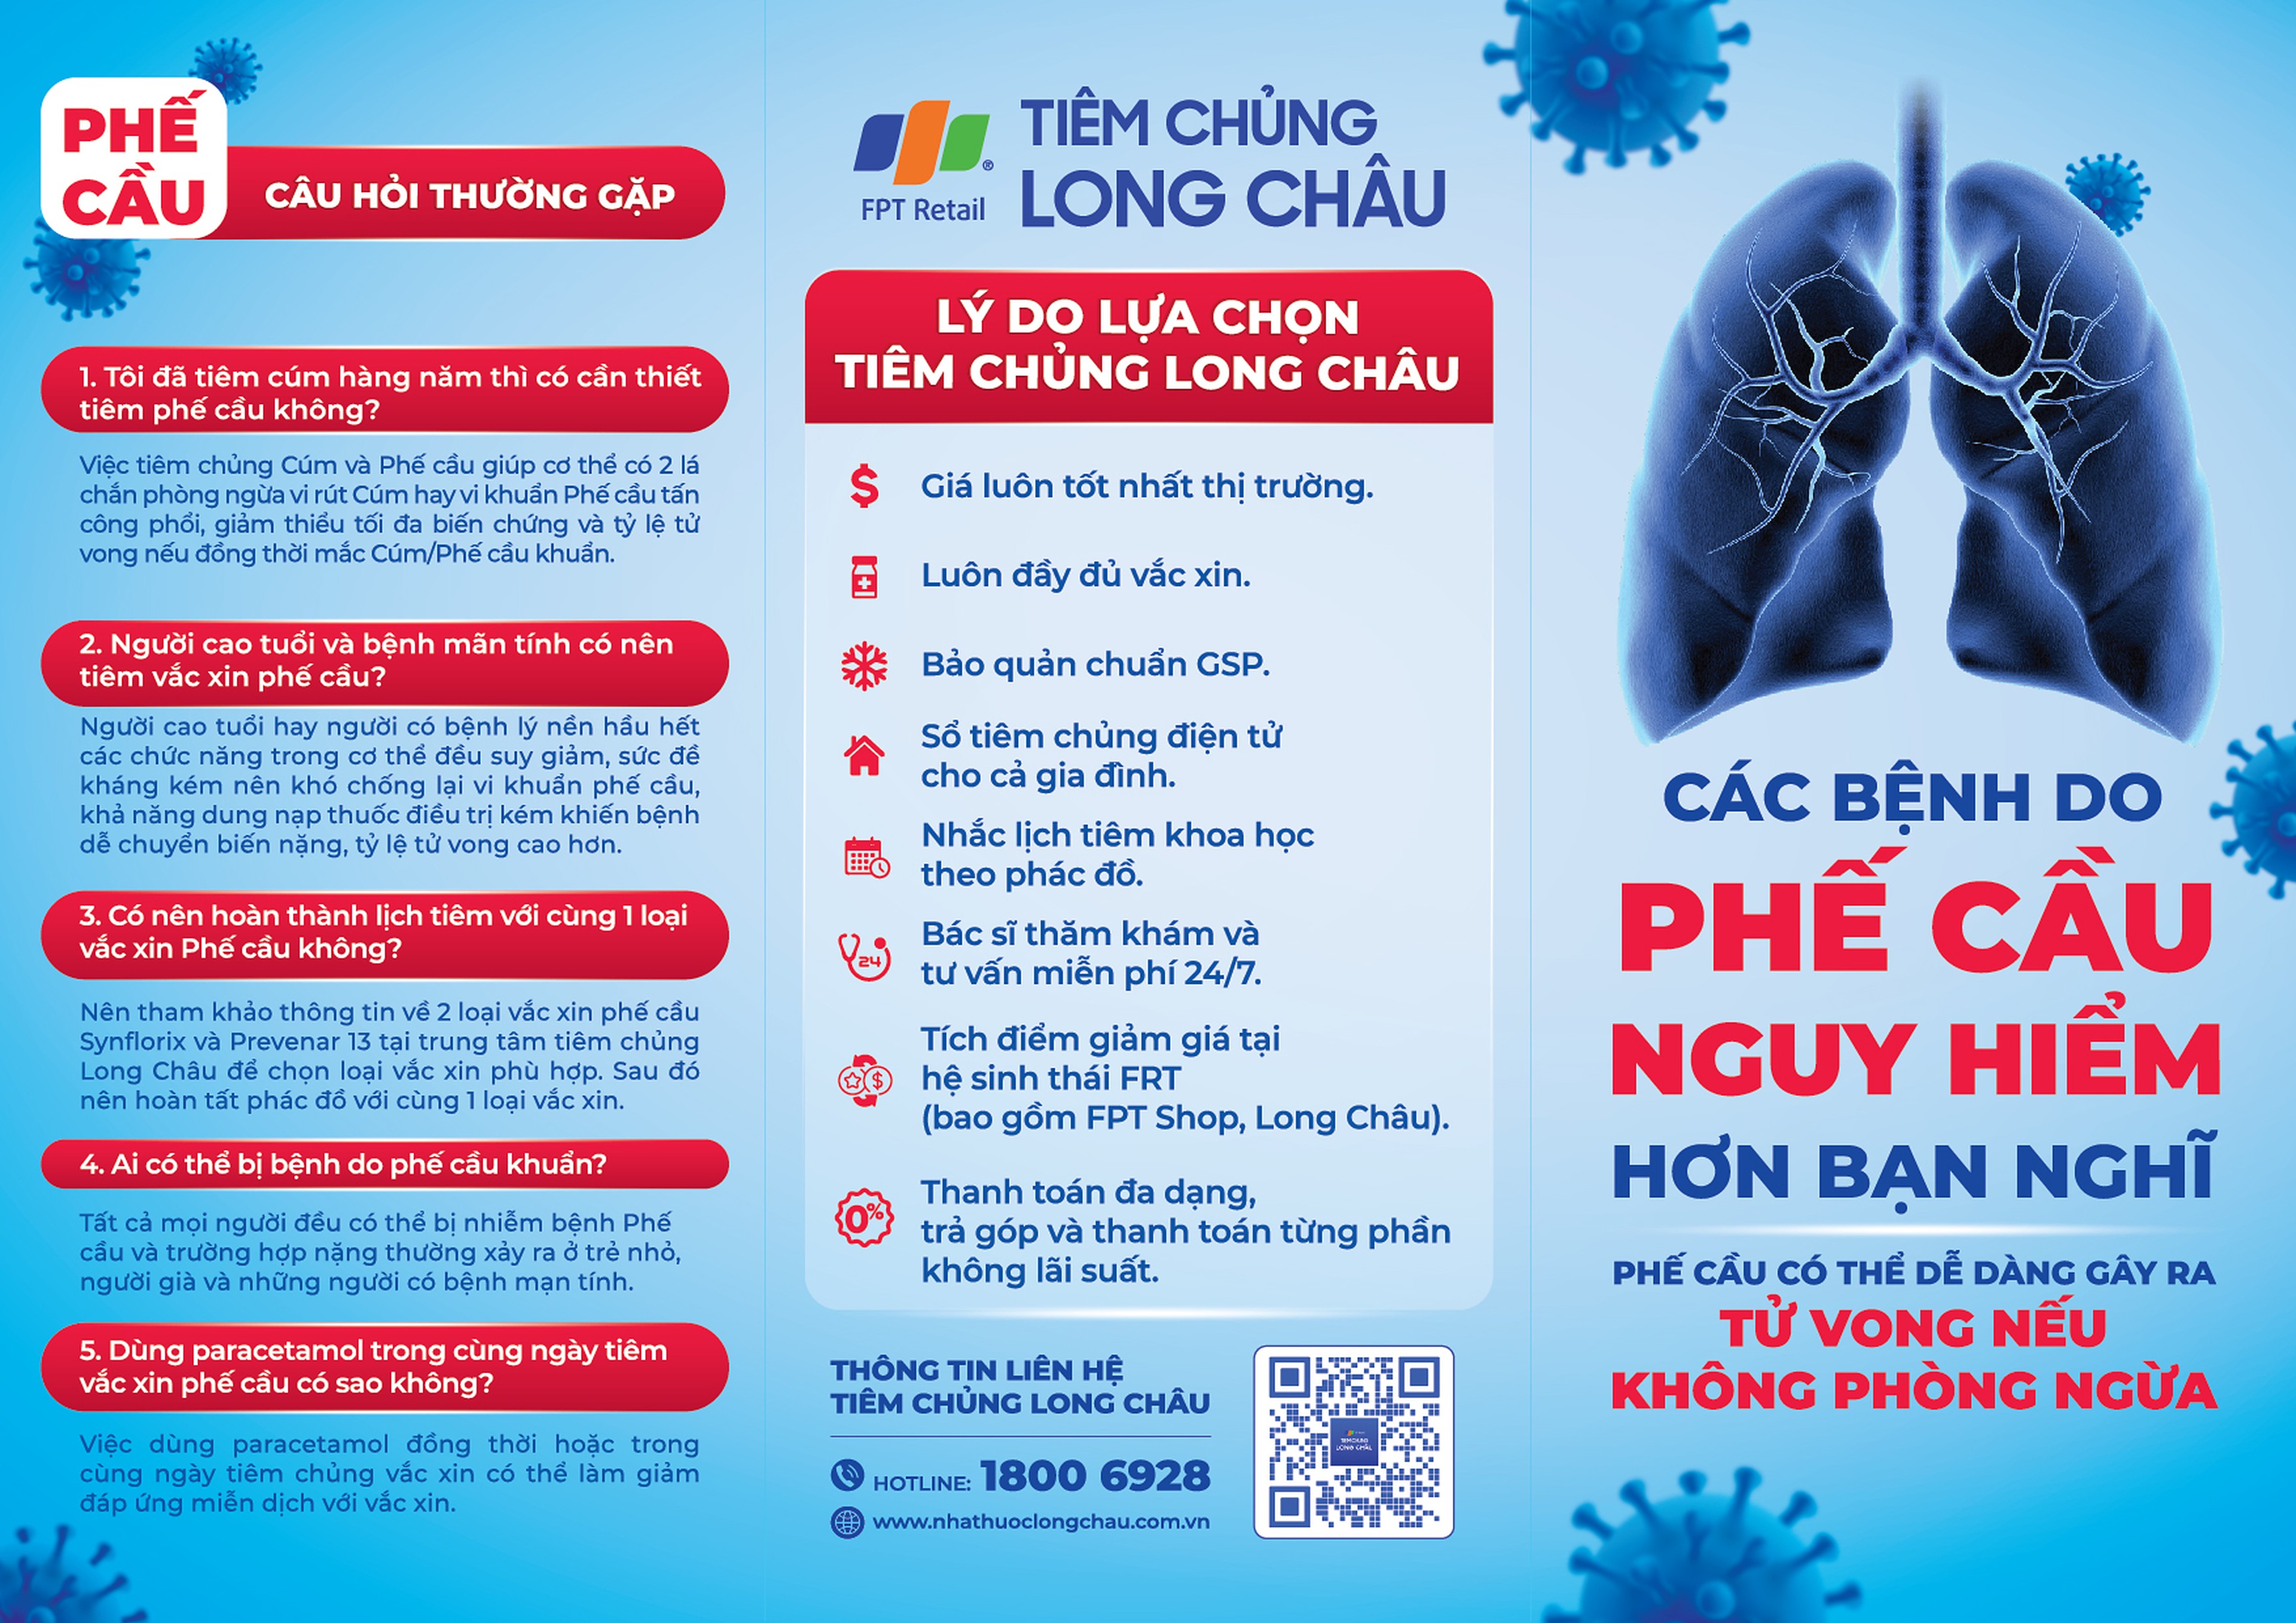 PHẾ
CẦU
CÂU HỎI THƯỜNG GẶP
1. Tôi đã tiêm cúm hàng năm thì có cần thiết
tiêm phế cầu không?
Việc tiêm chủng Cúm và Phế cầu giúp cơ thể có 2 lá
chắn phòng ngừa vi rút Cúm hay vi khuẩn Phế cầu tấn
công phổi, giảm thiểu tối đa biến chứng và tỷ lệ tử
vong nếu đồng thời mắc Cúm/Phế cầu khuẩn.
2. Người cao tuổi và bệnh mãn tính có nên
tiêm vắc xin phế cầu?
Người cao tuổi hay người có bệnh lý nền hầu hết
các chức năng trong cơ thể đều suy giảm, sức đề
kháng kém nên khó chống lại vi khuẩn phế cầu,
khả năng dung nạp thuốc điều trị kém khiến bệnh
dễ chuyển biến nặng, tỷ lệ tử vong cao hơn.
3. Có nên hoàn thành lịch tiêm với cùng 1 loại
vắc xin Phế cầu không?
Nên tham khảo thông tin về 2 loại vắc xin phế cầu
Synflorix và Prevenar 13 tại trung tâm tiêm chủng
Long Châu để chọn loại vắc xin phù hợp. Sau đó
nên hoàn tất phác đồ với cùng 1 loại vắc xin.
4. Ai có thể bị bệnh do phế cầu khuẩn?
Tất cả mọi người đều có thể bị nhiễm bệnh Phế
cầu và trường hợp nặng thường xảy ra ở trẻ nhỏ,
người già và những người có bệnh mạn tính.
5. Dùng paracetamol trong cùng ngày tiêm
vắc xin phế cầu có sao không?
Việc dùng paracetamol đồng thời hoặc trong
cùng ngày tiêm chủng vắc xin có thể làm giảm
đáp ứng miễn dịch với vắc xin.
FPT Retail
®
TIÊM CHỦNG
LONG CHÂU
LÝ DO LỰA CHỌN
TIÊM CHỦNG LONG CHÂU
$
Giá luôn tốt nhất thị trường.
Luôn đầy đủ vắc xin.
Bảo quản chuẩn GSP.
Sổ tiêm chủng điện tử
cho cả gia đình.
Nhắc lịch tiêm khoa học
theo phác đồ.
24
Bác sĩ thăm khám và
tư vấn miễn phí 24/7.
$
Tích điểm giảm giá tại
hệ sinh thái FRT
(bao gồm FPT Shop, Long Châu).
0%
Thanh toán đa dạng,
trả góp và thanh toán từng phần
không lãi suất.
THÔNG TIN LIÊN HỆ
TIÊM CHỦNG LONG CHÂU
HOTLINE: 1800 6928
www.nhathuoclongchau.com.vn
TIÊM CHỦNG
LONG CHÂU
CÁC BỆNH DO
PHẾ CẦU
NGUY HIỂM
HƠN BẠN NGHĨ
PHẾ CẦU CÓ THỂ DỄ DÀNG GÂY RA
TỬ VONG NẾU
KHÔNG PHÒNG NGỪA